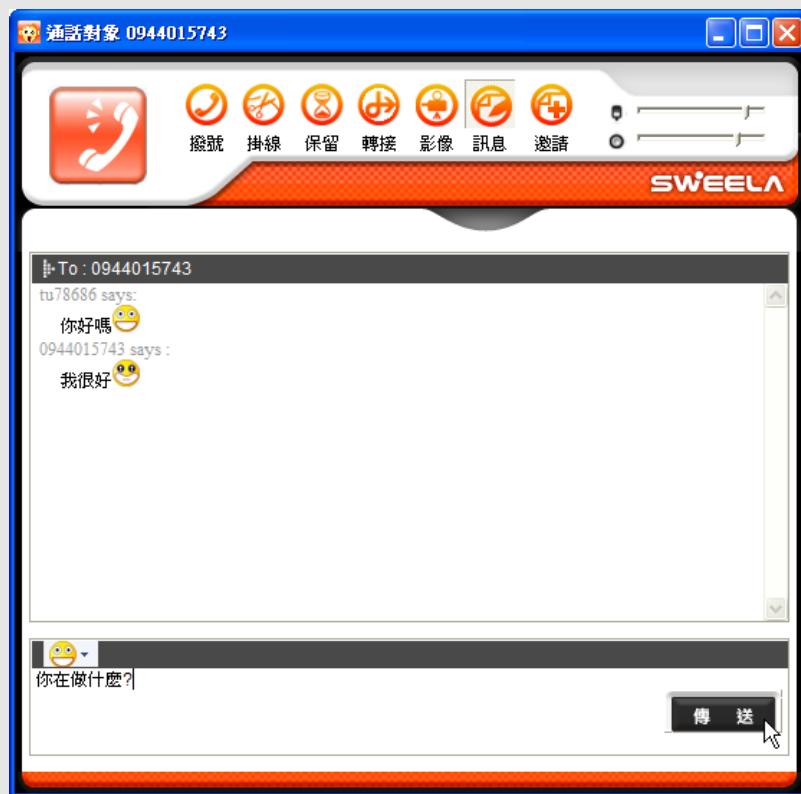 通話對象 0944015743
撥號 掛線 保留 轉接 影像 訊息 邀請
SWEELA
To : 0944015743
tu78686 says:
你好嗎
0944015743 says :
我很好
你在做什麼?
傳 送